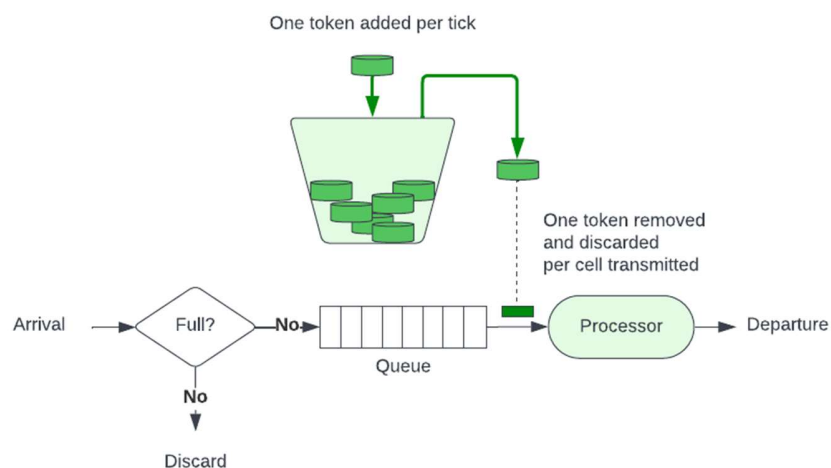 One token added per tick
One token removed
and discarded
per cell transmitted
Arrival
Full?
No
Processor
Departure
Queue
No
Discard